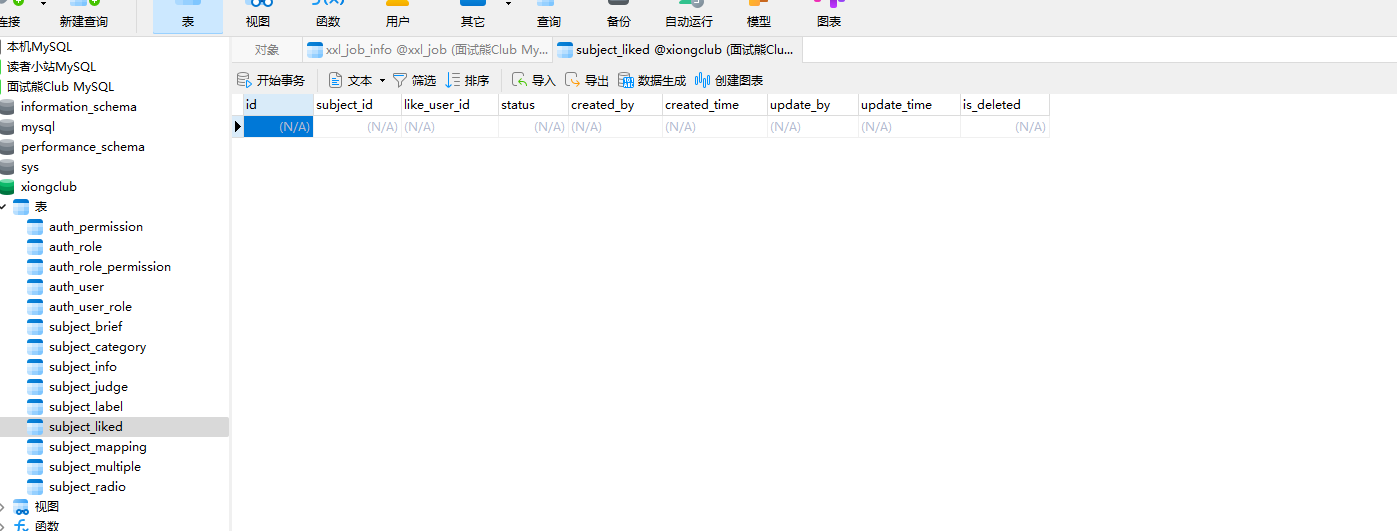 连接 新建查询 表 视图 函数 用户 其它 查询 备份 自动运行 模型 图表
本机MySQL
读者小站MySQL
面试熊Club MySQL
information_schema
mysql
performance_schema
sys
xiongclub
表
auth_permission
auth_role
auth_role_permission
auth_user
auth_user_role
subject_brief
subject_category
subject_info
subject_judge
subject_label
subject_liked
subject_mapping
subject_multiple
subject_radio
视图
函数
对象 xxl_job_info @xxl_job (面试熊Club My... subject_liked @xiongclub (面试熊Clu...
开始事务 文本 筛选 排序 导入 导出 数据生成 创建图表
id subject_id like_user_id status created_by created_time update_by update_time is_deleted
(N/A) (N/A) (N/A) (N/A) (N/A) (N/A) (N/A) (N/A) (N/A)